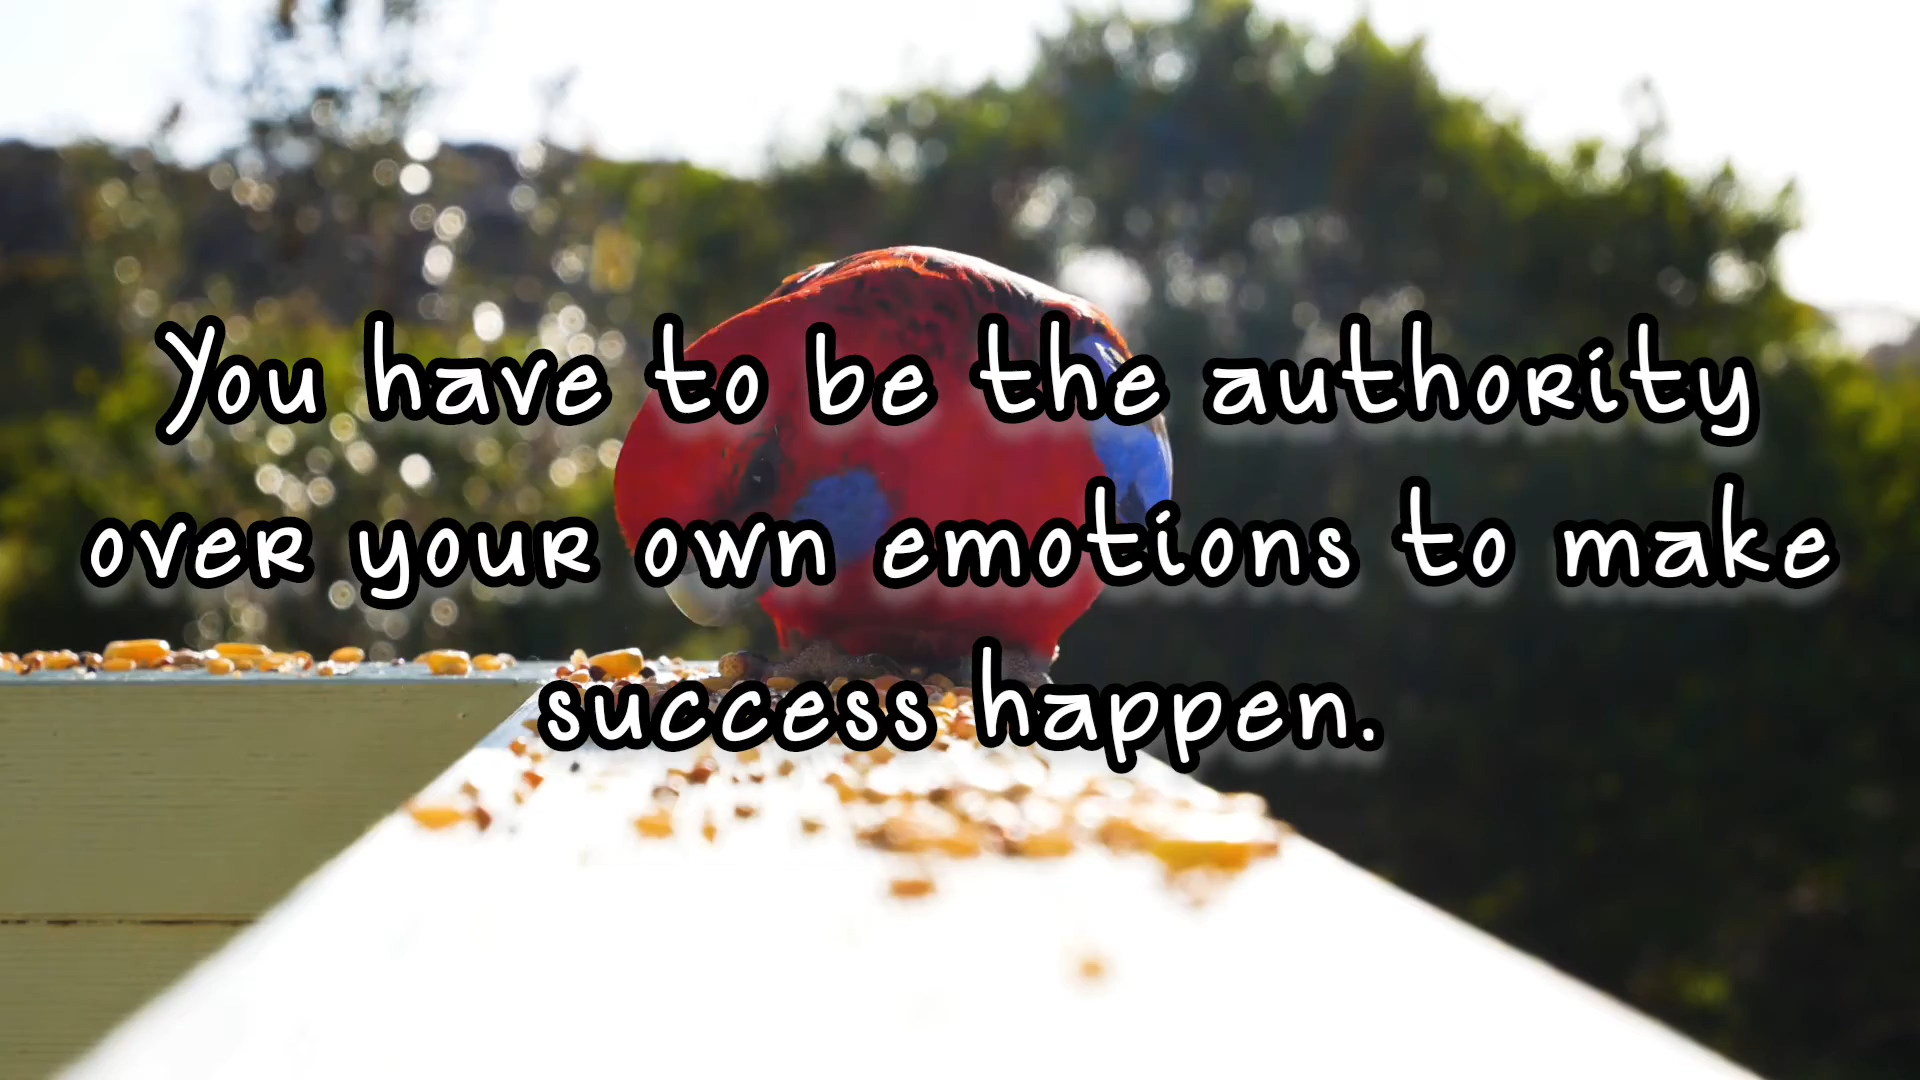 You have to be the authority
over your own emotions to make
success happen.